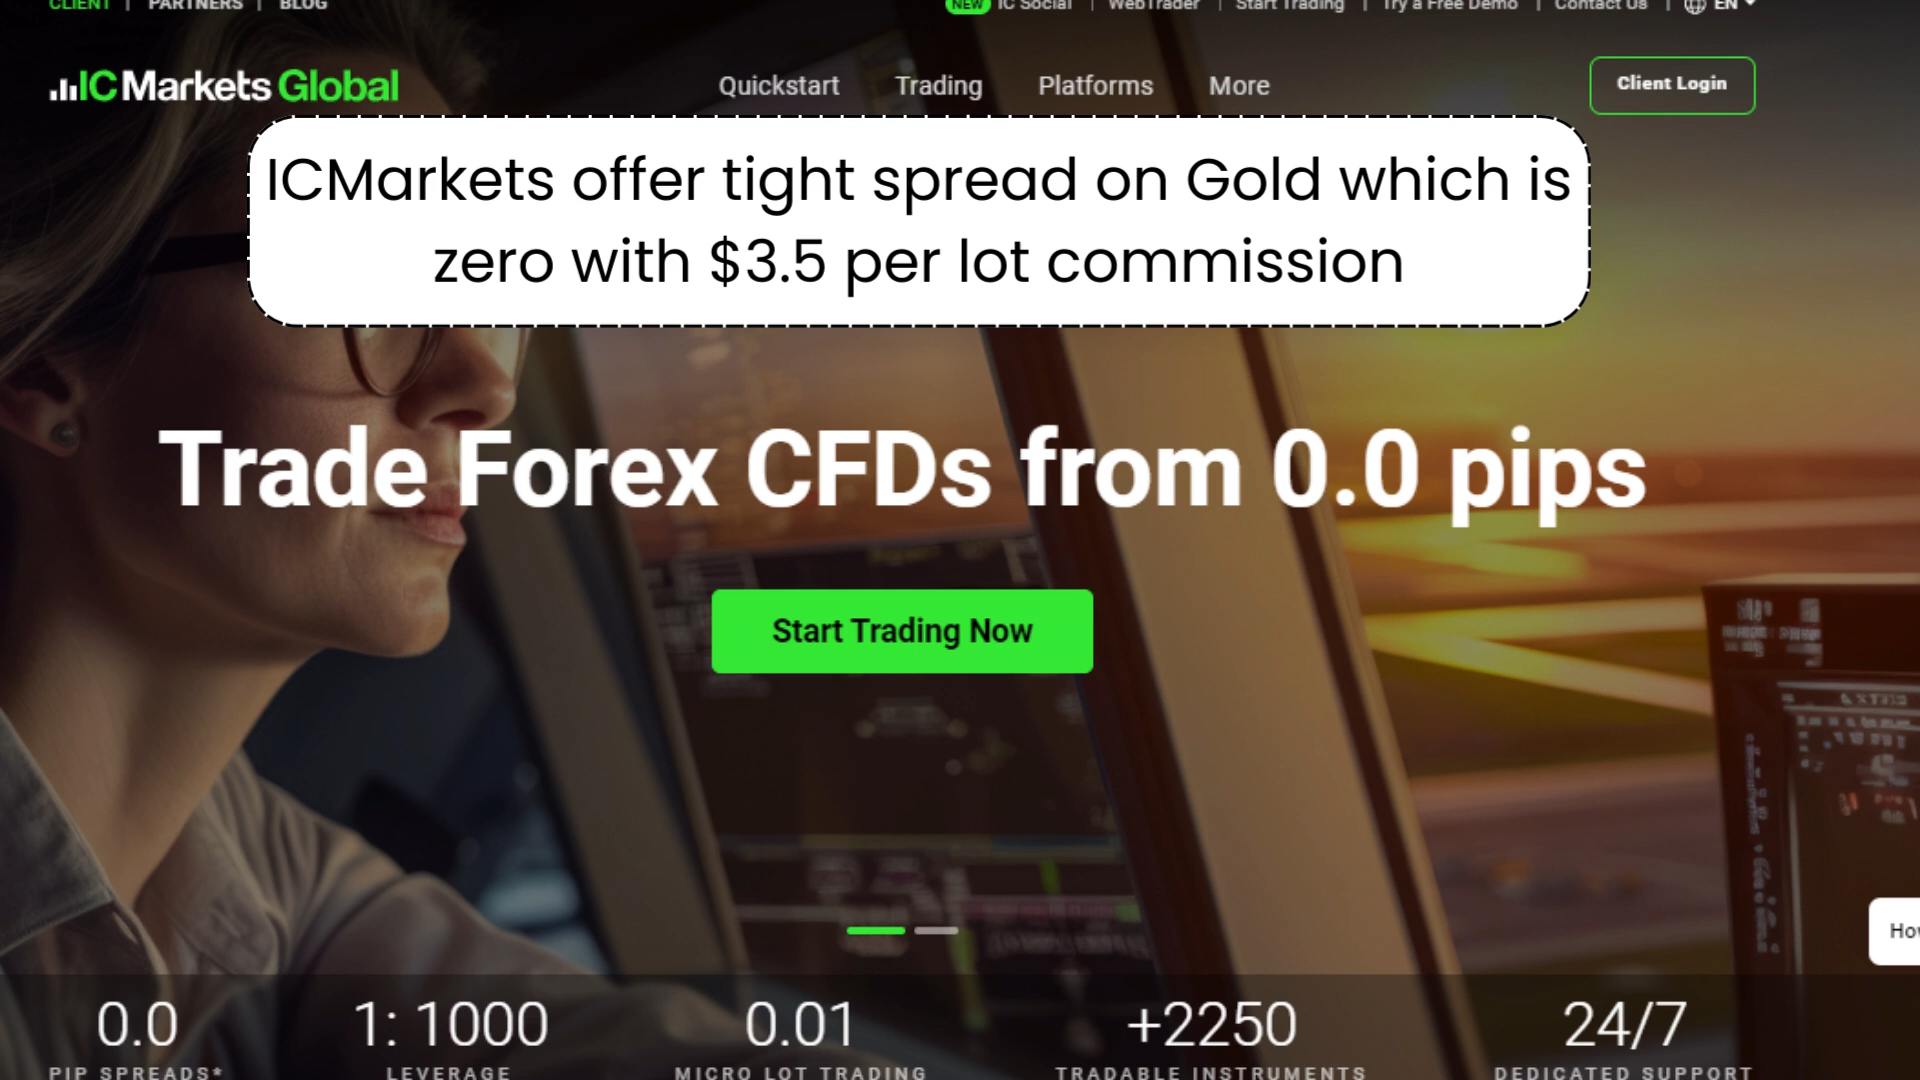 CLIENT | PARTNERS | BLOG
NEW IC Social | WebTrader | Start Trading | Try a Free Demo | Contact Us | EN
ICMarkets Global
Quickstart Trading Platforms More
Client Login
ICMarkets offer tight spread on Gold which is
zero with $3.5 per lot commission
Trade Forex CFDs from 0.0 pips
Start Trading Now
0.0 1: 1000 0.01 +2250 24/7
PIP SPREADS* LEVERAGE MICRO LOT TRADING TRADABLE INSTRUMENTS DEDICATED SUPPORT